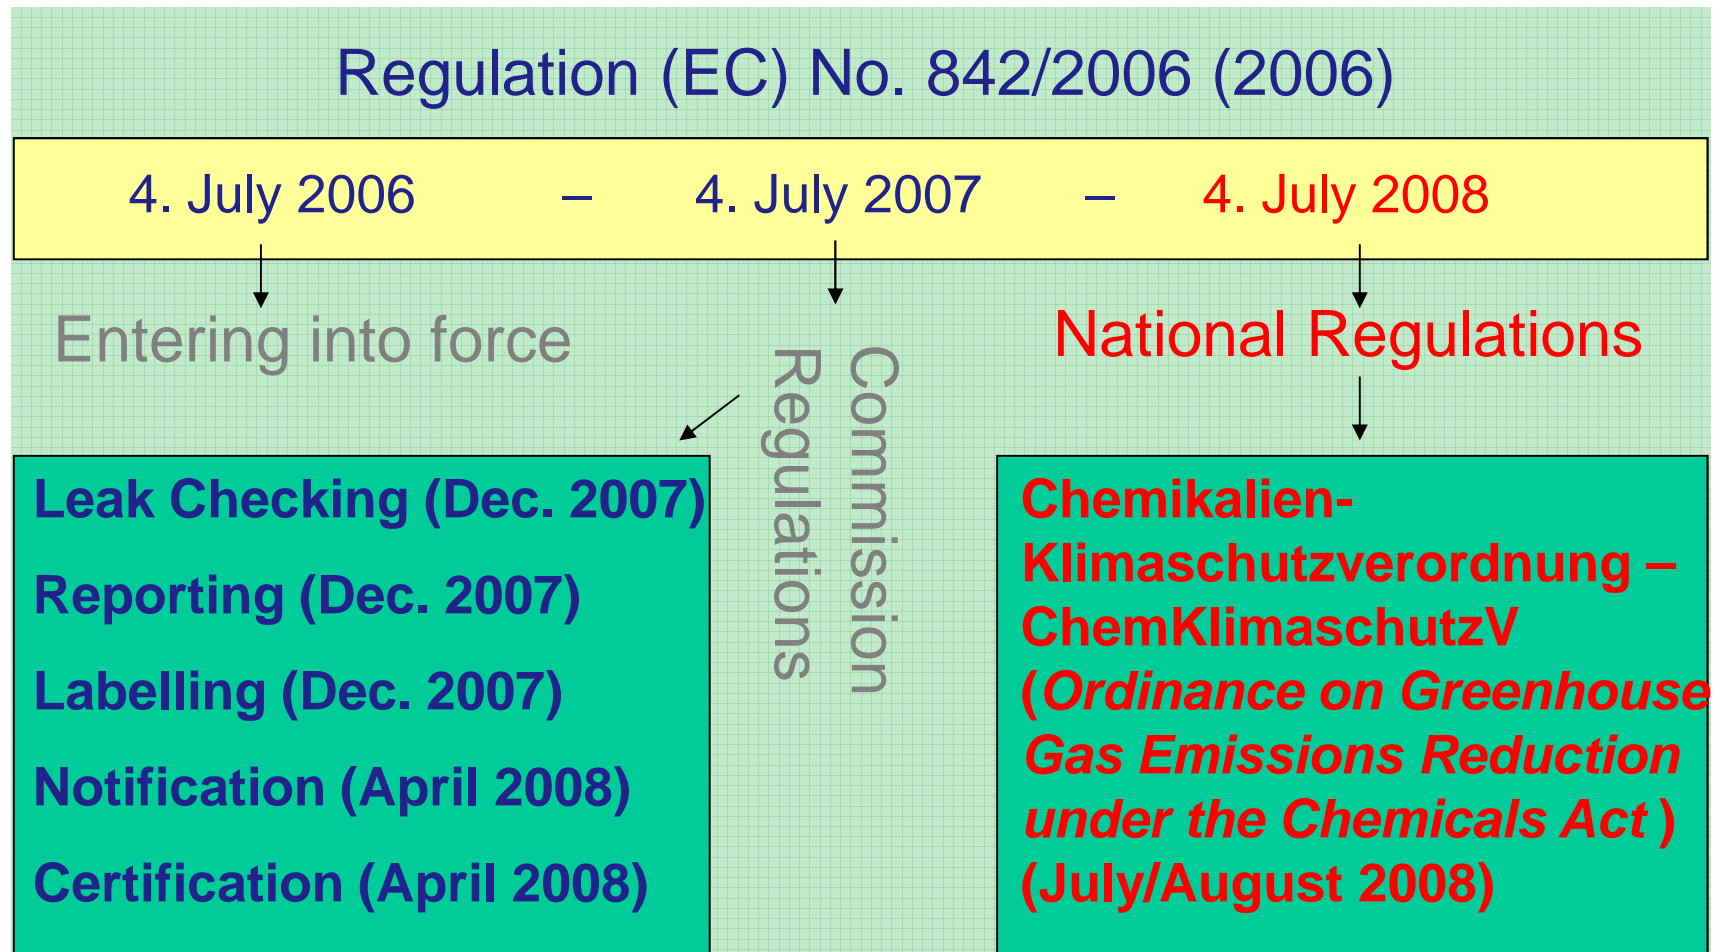 Regulation (EC) No. 842/2006 (2006)
4. July 2006 – 4. July 2007 – 4. July 2008
Entering into force
Commission
Regulations
National Regulations
Leak Checking (Dec. 2007)
Reporting (Dec. 2007)
Labelling (Dec. 2007)
Notification (April 2008)
Certification (April 2008)
Chemikalien-
Klimaschutzverordnung –
ChemKlimaschutzV
(Ordinance on Greenhouse
Gas Emissions Reduction
under the Chemicals Act )
(July/August 2008)